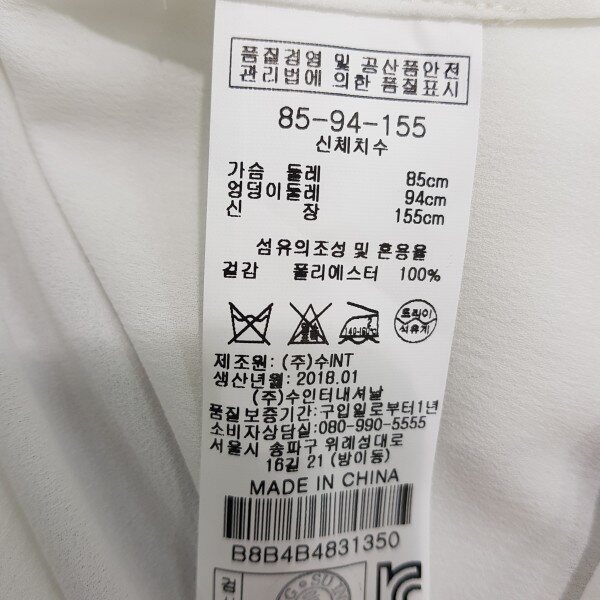 품질경영 및 공산품안전
관리법에 의한 품질표시
85-94-155
신체치수
가슴 둘레 85cm
엉덩이둘레 94cm
신 장 155cm
섬유의조성 및 혼용율
겉감 폴리에스터 100%
드라이
석유계
제조원: (주)수INT
생산년월: 2018.01
(주)수인터내셔날
품질보증기간:구입일로부터1년
소비자상담실:080-990-5555
서울시 송파구 위례성대로
16길 21 (방이동)
MADE IN CHINA
B8B4B4831350